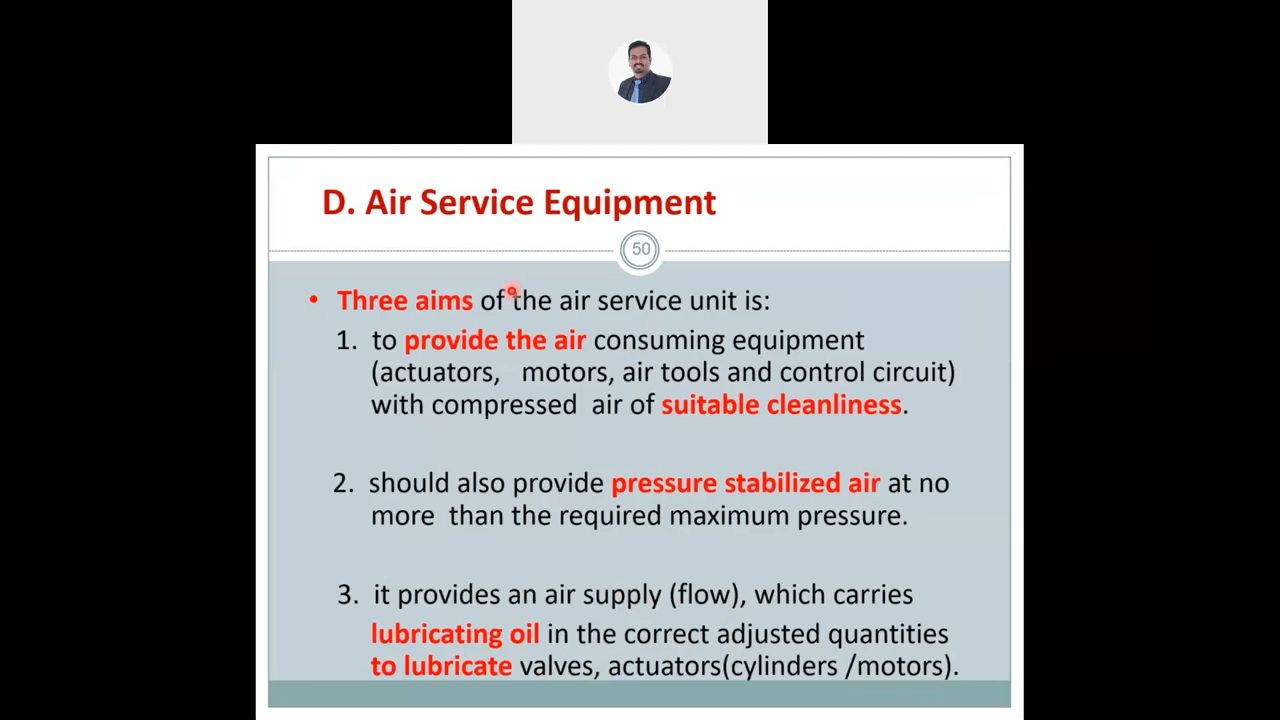 D. Air Service Equipment
50
• Three aims of the air service unit is:
1. to provide the air consuming equipment
(actuators, motors, air tools and control circuit)
with compressed air of suitable cleanliness.
2. should also provide pressure stabilized air at no
more than the required maximum pressure.
3. it provides an air supply (flow), which carries
lubricating oil in the correct adjusted quantities
to lubricate valves, actuators(cylinders /motors).